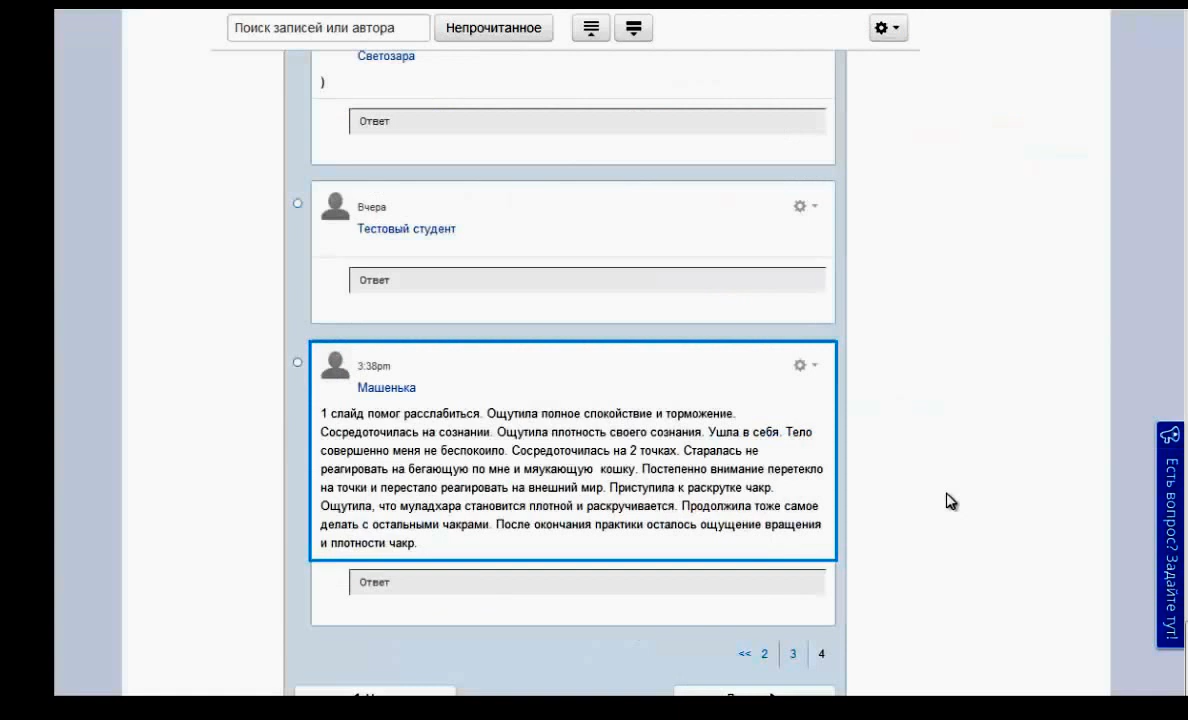 Поиск записей или автора
Непрочитанное
Светозара
)
Ответ
Вчера
Тестовый студент
Ответ
3:38pm
Машенька
1 слайд помог расслабиться. Ощутила полное спокойствие и торможение.
Сосредоточилась на сознании. Ощутила плотность своего сознания. Ушла в себя. Тело
совершенно меня не беспокоило. Сосредоточилась на 2 точках. Старалась не
реагировать на бегающую по мне и мяукающую кошку. Постепенно внимание перетекло
на точки и перестало реагировать на внешний мир. Приступила к раскрутке чакр.
Ощутила, что муладхара становится плотной и раскручивается. Продолжила тоже самое
делать с остальными чакрами. После окончания практики осталось ощущение вращения
и плотности чакр.
Ответ
<< 2 3 4
Есть вопрос? Задайте тут!